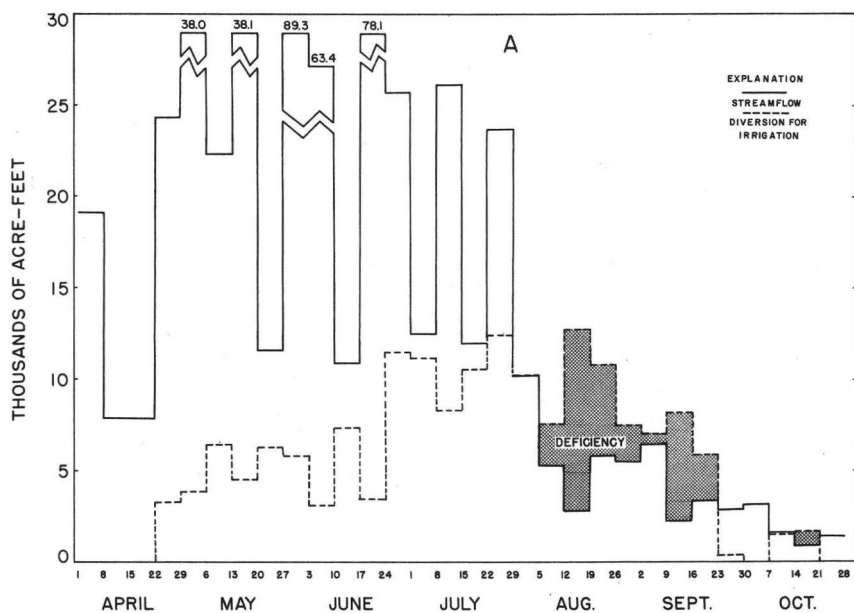 38.0 38.1 89.3 78.1
63.4
A
EXPLANATION
STREAMFLOW
DIVERSION FOR
IRRIGATION
THOUSANDS OF ACRE-FEET
30
25
20
15
10
5
0
DEFICIENCY
1 8 15 22 29 6 13 20 27 3 10 17 24 1 8 15 22 29 5 12 19 26 2 9 16 23 30 7 14 21 28
APRIL MAY JUNE JULY AUG. SEPT. OCT.